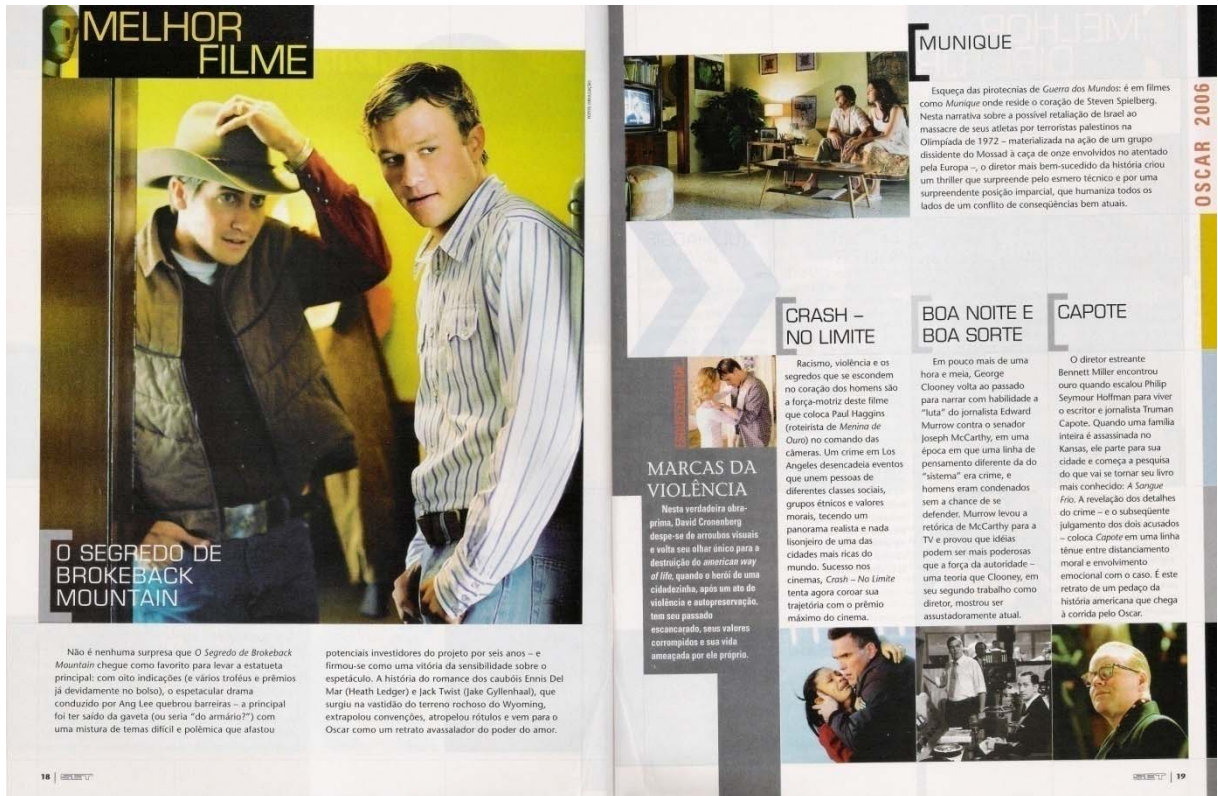 MELHOR
FILME
O SEGREDO DE
BROKEBACK
MOUNTAIN
Não é nenhuma surpresa que O Segredo de Brokeback
Mountain chegue como favorito para levar a estatueta
principal: com oito indicações (e vários troféus e prêmios
já devidamente no bolso), o espetacular drama
conduzido por Ang Lee quebrou barreiras – a principal
foi ter saído da gaveta (ou seria "do armário?") com
uma mistura de temas difícil e polêmica que afastou
potenciais investidores do projeto por seis anos – e
firmou-se como uma vitória da sensibilidade sobre o
espetáculo. A história do romance dos caubóis Ennis Del
Mar (Heath Ledger) e Jack Twist (Jake Gyllenhaal), que
surgiu na vastidão do terreno rochoso do Wyoming,
extrapolou convenções, atropelou rótulos e vem para o
Oscar como um retrato avassalador do poder do amor.
18 | SET
MUNIQUE
Esqueça das pirotecnias de Guerra dos Mundos: é em filmes
como Munique onde reside o coração de Steven Spielberg.
Nesta narrativa sobre a possível retaliação de Israel ao
massacre de seus atletas por terroristas palestinos na
Olimpíada de 1972 – materializada na ação de um grupo
dissidente do Mossad à caça de onze envolvidos no atentado
pela Europa –, o diretor mais bem-sucedido da história criou
um thriller que surpreende pelo esmero técnico e por uma
surpreendente posição imparcial, que humaniza todos os
lados de um conflito de conseqüências bem atuais.
OSCAR 2006
MARCAS DA
VIOLÊNCIA
Nesta verdadeira obra-
prima, David Cronenberg
despe-se de arroubos visuais
e volta seu olhar único para a
destruição do american way
of life, quando o herói de uma
cidadezinha, após um ato de
violência e autopreservação,
tem seu passado
escancarado, seus valores
corrompidos e sua vida
ameaçada por ele próprio.
CRASH –
NO LIMITE
Racismo, violência e os
segredos que se escondem
no coração dos homens são
a força-motriz deste filme
que coloca Paul Haggins
(roteirista de Menina de
Ouro) no comando das
câmeras. Um crime em Los
Angeles desencadeia eventos
que unem pessoas de
diferentes classes sociais,
grupos étnicos e valores
morais, tecendo um
panorama realista e nada
lisonjeiro de uma das
cidades mais ricas do
mundo. Sucesso nos
cinemas, Crash – No Limite
tenta agora coroar sua
trajetória com o prêmio
máximo do cinema.
BOA NOITE E
BOA SORTE
Em pouco mais de uma
hora e meia, George
Clooney volta ao passado
para narrar com habilidade a
"luta" do jornalista Edward
Murrow contra o senador
Joseph McCarthy, em uma
época em que uma linha de
pensamento diferente da do
"sistema" era crime, e
homens eram condenados
sem a chance de se
defender. Murrow levou a
retórica de McCarthy para a
TV e provou que idéias
podem ser mais poderosas
que a força da autoridade –
uma teoria que Clooney, em
seu segundo trabalho como
diretor, mostrou ser
assustadoramente atual.
CAPOTE
O diretor estreante
Bennett Miller encontrou
ouro quando escalou Philip
Seymour Hoffman para viver
o escritor e jornalista Truman
Capote. Quando uma família
inteira é assassinada no
Kansas, ele parte para sua
cidade e começa a pesquisa
do que vai se tornar seu livro
mais conhecido: A Sangue
Frio. A revelação dos detalhes
do crime – e o subseqüente
julgamento dos dois acusados
– coloca Capote em uma linha
tênue entre distanciamento
moral e envolvimento
emocional com o caso. É este
retrato de um pedaço da
história americana que chega
à corrida pelo Oscar.
SET | 19